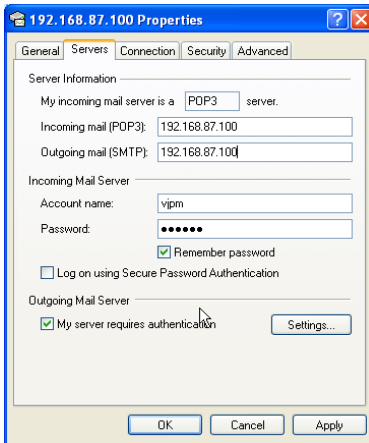 192.168.87.100 Properties
General Servers Connection Security Advanced
Server Information
My incoming mail server is a POP3 server.
Incoming mail (POP3): 192.168.87.100
Outgoing mail (SMTP): 192.168.87.100
Incoming Mail Server
Account name: vjpm
Password: ●●●●●●
Remember password
Log on using Secure Password Authentication
Outgoing Mail Server
My server requires authentication Settings...
OK Cancel Apply